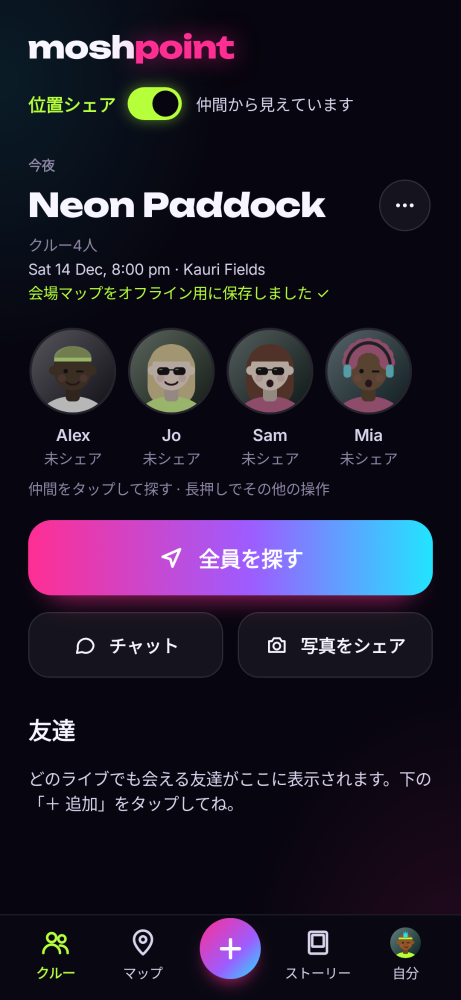 moshpoint
位置シェア 仲間から見えています
今夜
Neon Paddock
クルー4人
Sat 14 Dec, 8:00 pm · Kauri Fields
会場マップをオフライン用に保存しました ✓
Alex Jo Sam Mia
未シェア 未シェア 未シェア 未シェア
仲間をタップして探す · 長押しでその他の操作
全員を探す
チャット 写真をシェア
友達
どのライブでも会える友達がここに表示されます。下の
「＋ 追加」をタップしてね。
クルー マップ ストーリー 自分